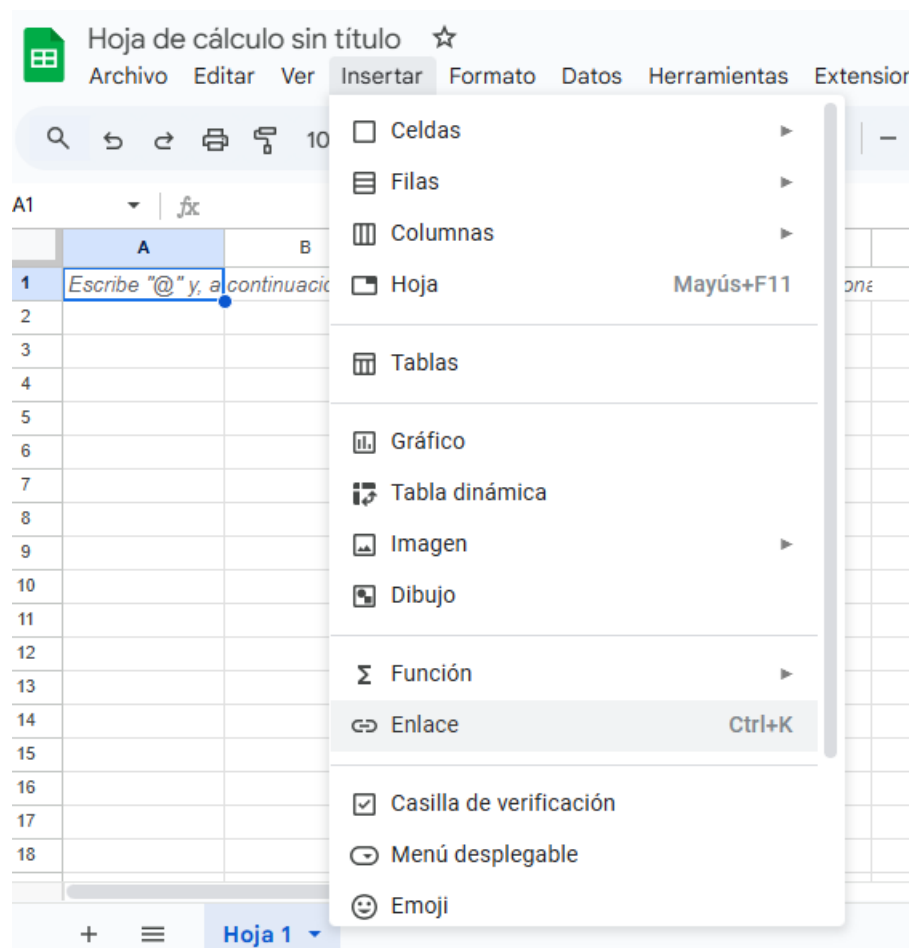 Hoja de cálculo sin título
Archivo Editar Ver Insertar Formato Datos Herramientas
10
A1 fx
A B
1 Escribe "@" y, a
2
3
4
5
6
7
8
9
10
11
12
13
14
15
16
17
18
Celdas
Filas
Columnas
Hoja Mayús+F11
Tablas
Gráfico
Tabla dinámica
Imagen
Dibujo
Función
Enlace Ctrl+K
Casilla de verificación
Menú desplegable
Emoji
Hoja 1